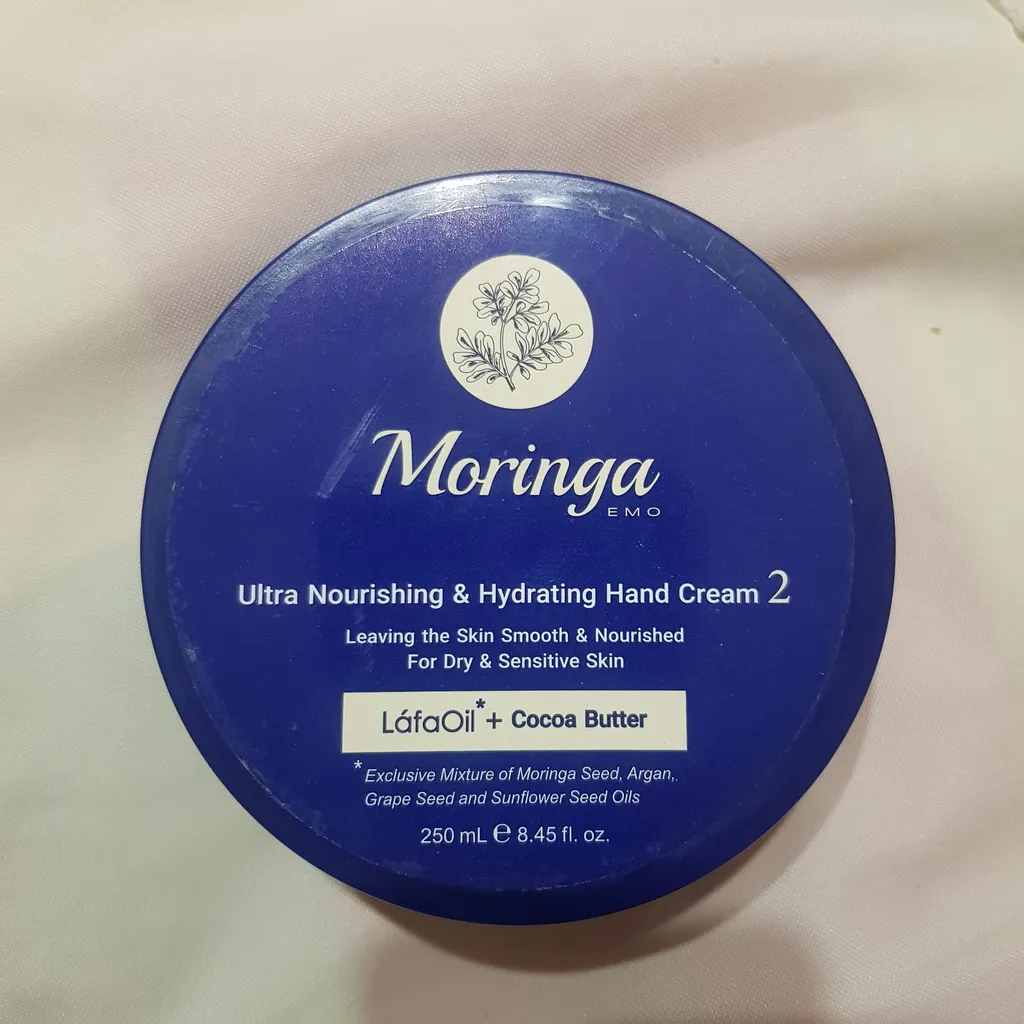 Moringa
EMO
Ultra Nourishing & Hydrating Hand Cream 2
Leaving the Skin Smooth & Nourished
For Dry & Sensitive Skin
LáfaOil* + Cocoa Butter
* Exclusive Mixture of Moringa Seed, Argan,
Grape Seed and Sunflower Seed Oils
250 mL ℮ 8.45 fl. oz.